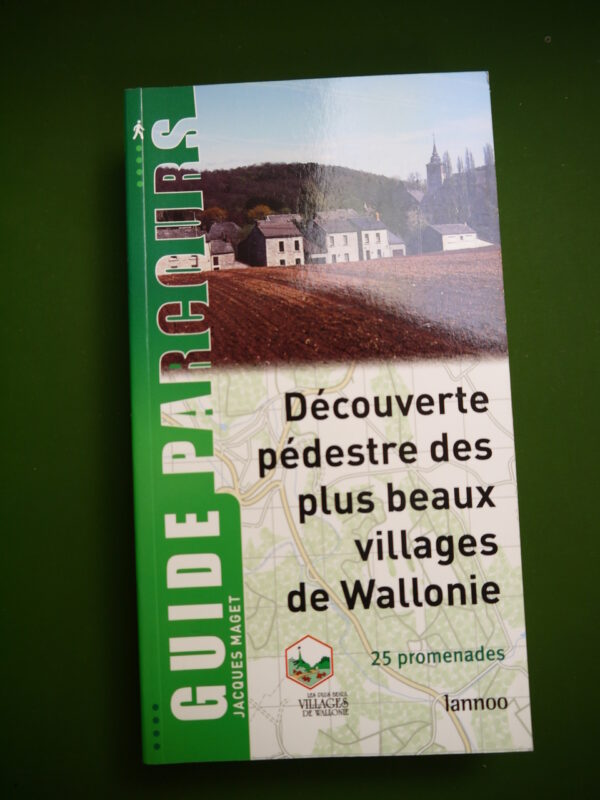 GUIDE PARCOURS
JACQUES MAGET
Découverte
pédestre des
plus beaux
villages
de Wallonie
25 promenades
LES PLUS BEAUX
VILLAGES
DE WALLONIE
lannoo